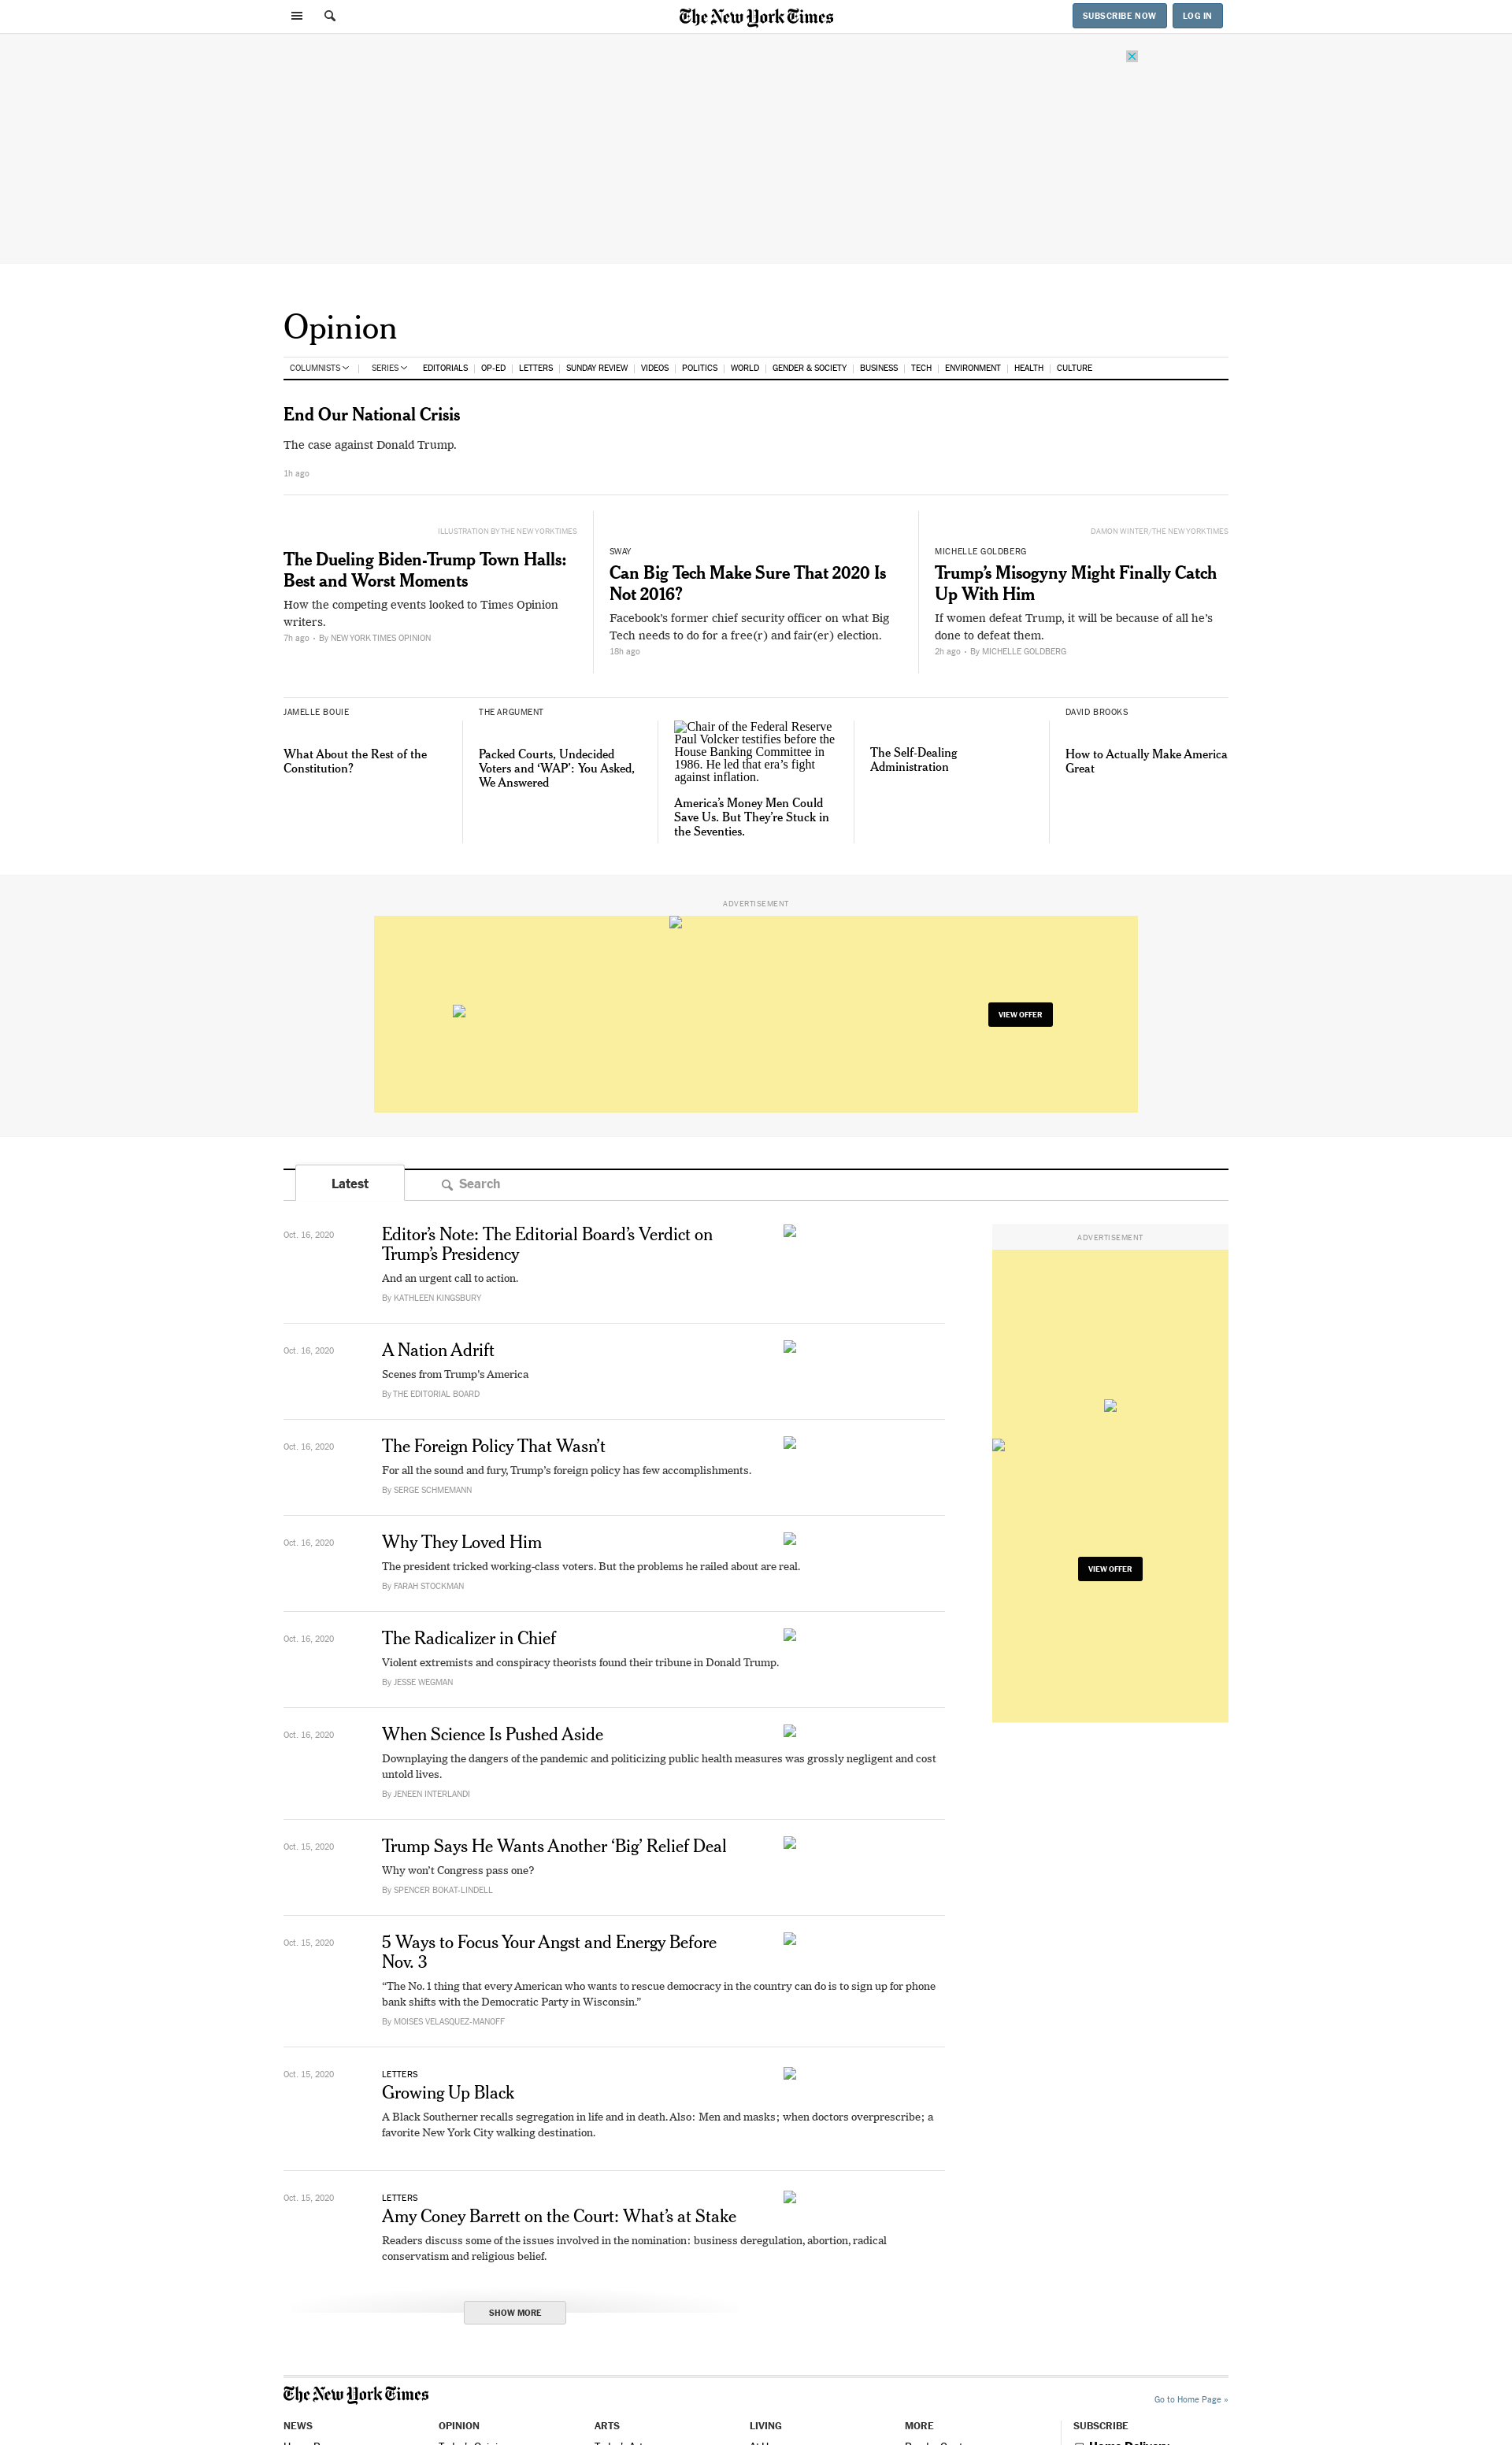 The New York Times
SUBSCRIBE NOW
LOG IN
Opinion
COLUMNISTS
SERIES
EDITORIALS
OP-ED
LETTERS
SUNDAY REVIEW
VIDEOS
POLITICS
WORLD
GENDER & SOCIETY
BUSINESS
TECH
ENVIRONMENT
HEALTH
CULTURE
End Our National Crisis
The case against Donald Trump.
1h ago
ILLUSTRATION BY THE NEW YORK TIMES
The Dueling Biden-Trump Town Halls:
Best and Worst Moments
How the competing events looked to Times Opinion
writers.
7h ago • By NEW YORK TIMES OPINION
SWAY
Can Big Tech Make Sure That 2020 Is
Not 2016?
Facebook’s former chief security officer on what Big
Tech needs to do for a free(r) and fair(er) election.
18h ago
DAMON WINTER/THE NEW YORK TIMES
MICHELLE GOLDBERG
Trump’s Misogyny Might Finally Catch
Up With Him
If women defeat Trump, it will be because of all he’s
done to defeat them.
2h ago • By MICHELLE GOLDBERG
JAMELLE BOUIE
What About the Rest of the
Constitution?
THE ARGUMENT
Packed Courts, Undecided
Voters and ‘WAP’: You Asked,
We Answered
Chair of the Federal Reserve
Paul Volcker testifies before the
House Banking Committee in
1986. He led that era’s fight
against inflation.
America’s Money Men Could
Save Us. But They’re Stuck in
the Seventies.
The Self-Dealing
Administration
DAVID BROOKS
How to Actually Make America
Great
ADVERTISEMENT
VIEW OFFER
Latest
Search
Oct. 16, 2020
Editor’s Note: The Editorial Board’s Verdict on
Trump’s Presidency
And an urgent call to action.
By KATHLEEN KINGSBURY
ADVERTISEMENT
VIEW OFFER
Oct. 16, 2020
A Nation Adrift
Scenes from Trump’s America
By THE EDITORIAL BOARD
Oct. 16, 2020
The Foreign Policy That Wasn’t
For all the sound and fury, Trump’s foreign policy has few accomplishments.
By SERGE SCHMEMANN
Oct. 16, 2020
Why They Loved Him
The president tricked working-class voters. But the problems he railed about are real.
By FARAH STOCKMAN
Oct. 16, 2020
The Radicalizer in Chief
Violent extremists and conspiracy theorists found their tribune in Donald Trump.
By JESSE WEGMAN
Oct. 16, 2020
When Science Is Pushed Aside
Downplaying the dangers of the pandemic and politicizing public health measures was grossly negligent and cost
untold lives.
By JENEEN INTERLANDI
Oct. 15, 2020
Trump Says He Wants Another ‘Big’ Relief Deal
Why won’t Congress pass one?
By SPENCER BOKAT-LINDELL
Oct. 15, 2020
5 Ways to Focus Your Angst and Energy Before
Nov. 3
“The No. 1 thing that every American who wants to rescue democracy in the country can do is to sign up for phone
bank shifts with the Democratic Party in Wisconsin.”
By MOISES VELASQUEZ-MANOFF
Oct. 15, 2020
LETTERS
Growing Up Black
A Black Southerner recalls segregation in life and in death. Also: Men and masks; when doctors overprescribe; a
favorite New York City walking destination.
Oct. 15, 2020
LETTERS
Amy Coney Barrett on the Court: What’s at Stake
Readers discuss some of the issues involved in the nomination: business deregulation, abortion, radical
conservatism and religious belief.
SHOW MORE
The New York Times
Go to Home Page »
NEWS
OPINION
ARTS
LIVING
MORE
SUBSCRIBE